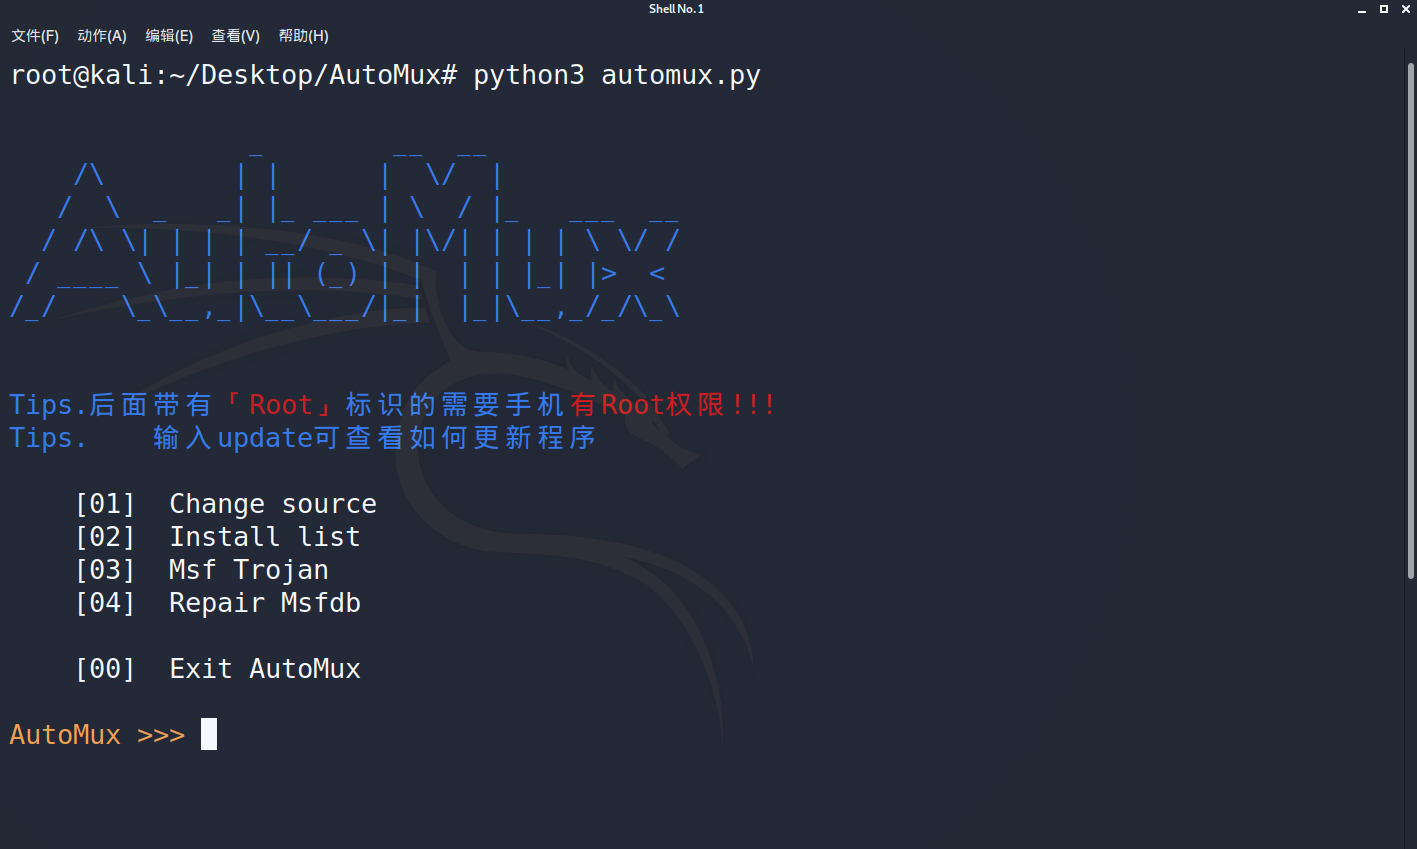 Shell No. 1
文件(F) 动作(A) 编辑(E) 查看(V) 帮助(H)
root@kali:~/Desktop/AutoMux# python3 automux.py
AutoMux
Tips.后面带有「Root」标识的需要手机有Root权限!!!
Tips.    输入update可查看如何更新程序
[01]  Change source
[02]  Install list
[03]  Msf Trojan
[04]  Repair Msfdb
[00]  Exit AutoMux
AutoMux >>>